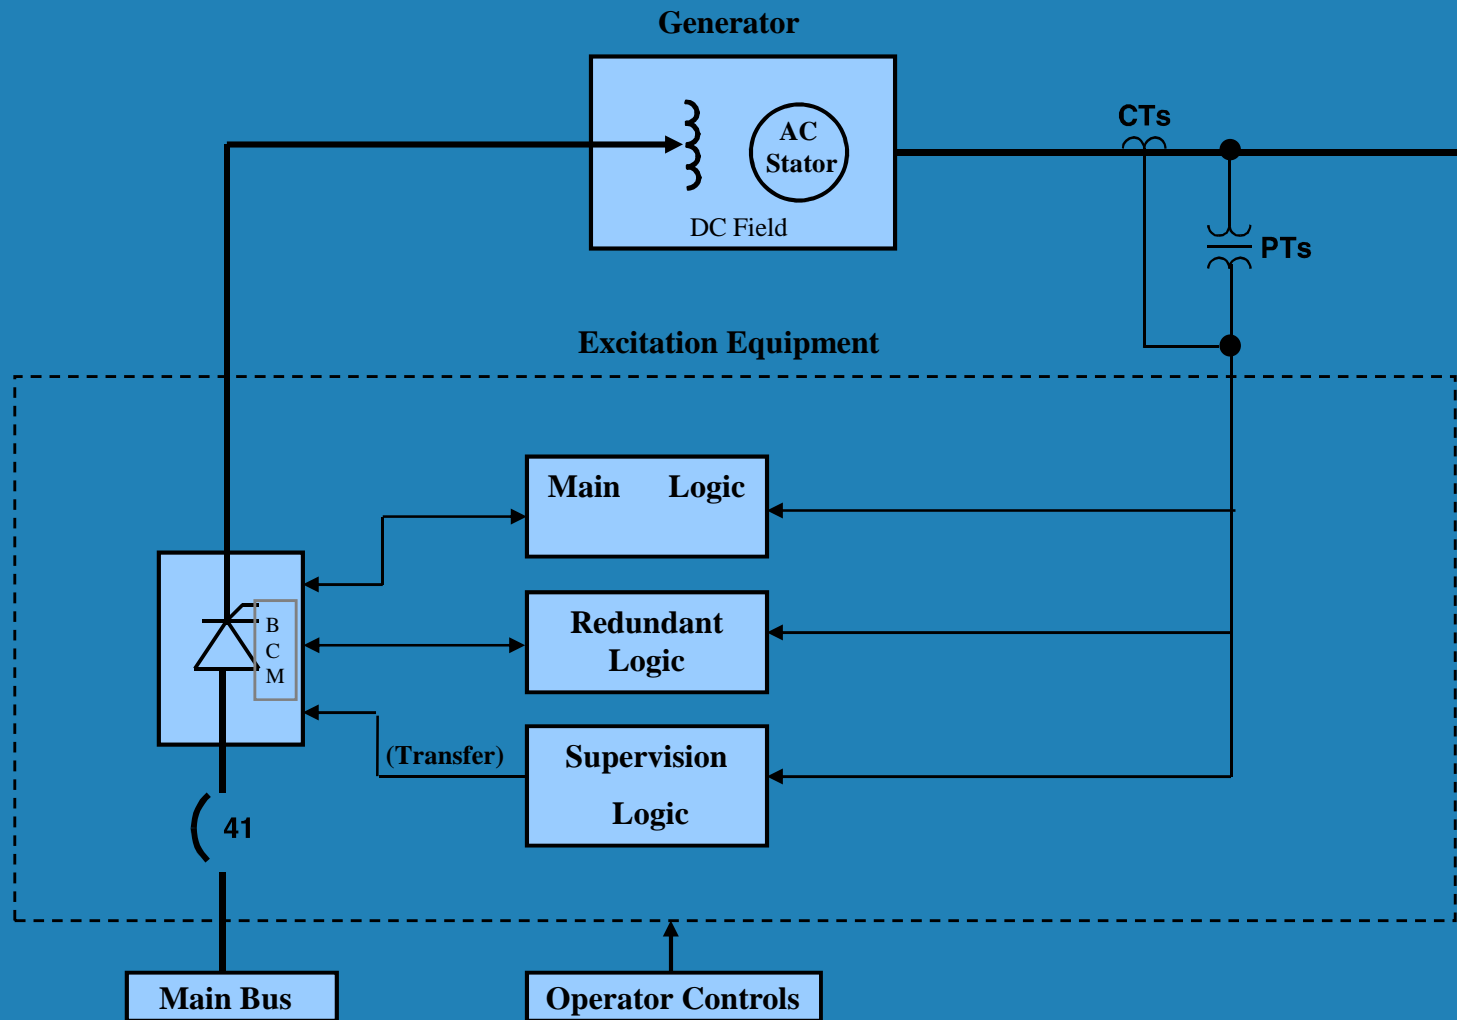 Generator
AC
Stator
DC Field
CTs
PTs
Excitation Equipment
Main Logic
Redundant
Logic
B
C
M
(Transfer)
Supervision
Logic
41
Main Bus
Operator Controls